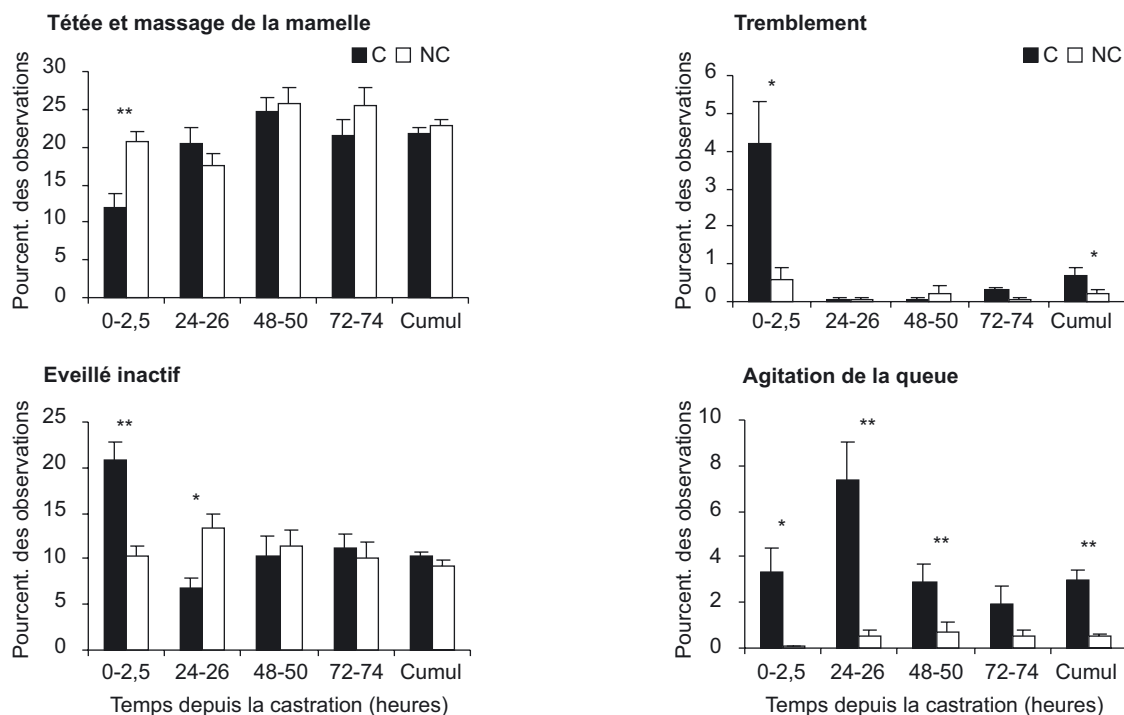 Tétée et massage de la mamelle
C NC
Pourcent. des observations
30
25
20
15
10
5
0
**
0-2,5 24-26 48-50 72-74 Cumul
Tremblement
C NC
Pourcent. des observations
6
5
4
3
2
1
0
*
*
0-2,5 24-26 48-50 72-74 Cumul
Eveillé inactif
Pourcent. des observations
25
20
15
10
5
0
**
*
0-2,5 24-26 48-50 72-74 Cumul
Temps depuis la castration (heures)
Agitation de la queue
Pourcent. des observations
10
8
6
4
2
0
*
**
**
**
0-2,5 24-26 48-50 72-74 Cumul
Temps depuis la castration (heures)